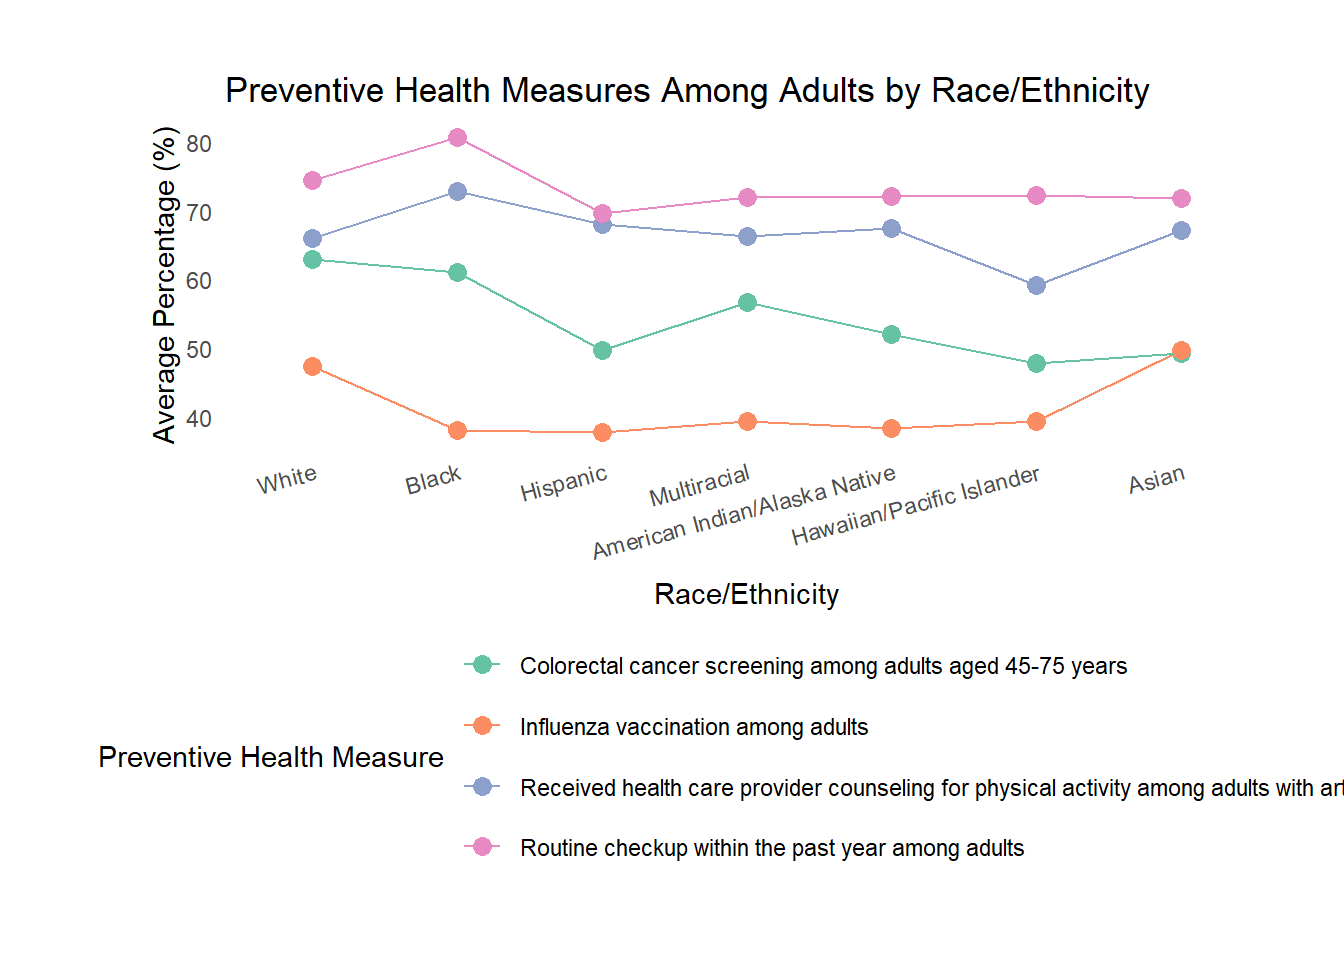 Preventive Health Measures Among Adults by Race/Ethnicity
Average Percentage (%)
80
70
60
50
40
White
Black
Hispanic
Multiracial
American Indian/Alaska Native
Hawaiian/Pacific Islander
Asian
Race/Ethnicity
Preventive Health Measure
Colorectal cancer screening among adults aged 45-75 years
Influenza vaccination among adults
Received health care provider counseling for physical activity among adults with art
Routine checkup within the past year among adults